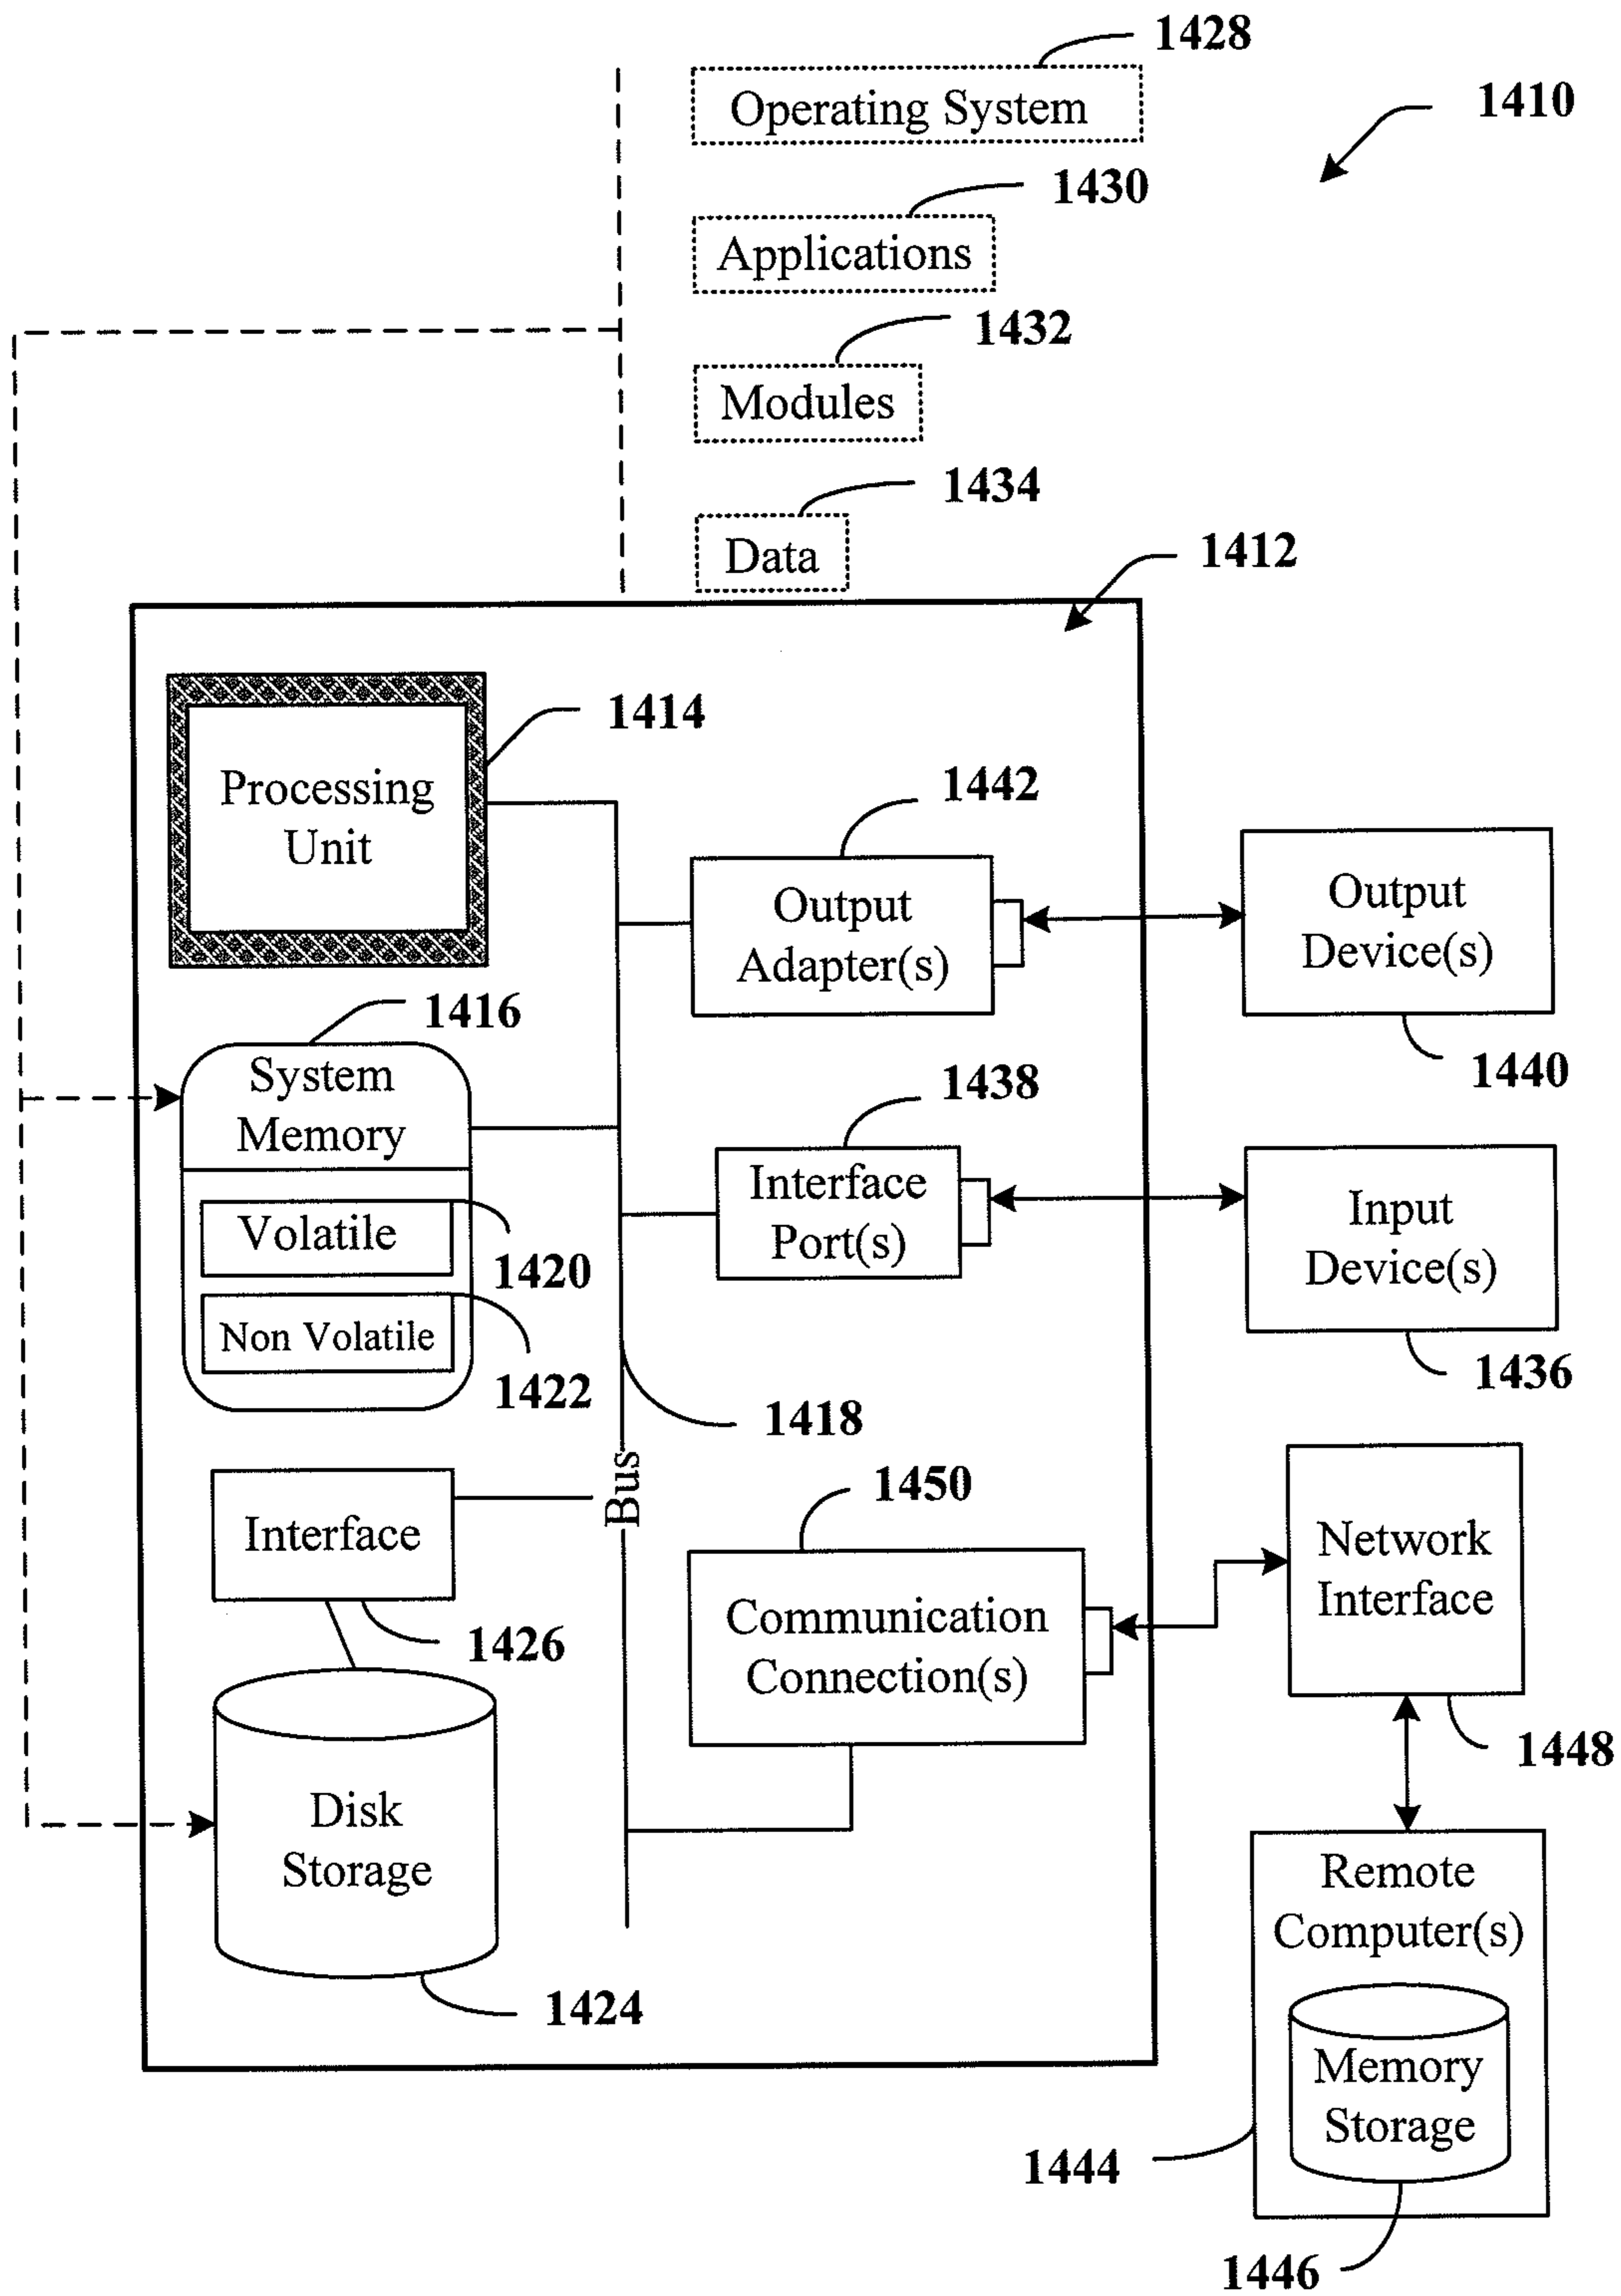 1428
Operating System
1410
1430
Applications
1432
Modules
1434
Data
1412
1414
Processing
Unit
1442
Output
Adapter(s)
Output
Device(s)
1440
1416
System
Memory
Volatile
1420
Non Volatile
1422
1438
Interface
Port(s)
Input
Device(s)
1436
1418
Bus
Interface
1426
1450
Communication
Connection(s)
Network
Interface
1448
Disk
Storage
1424
Remote
Computer(s)
Memory
Storage
1444
1446